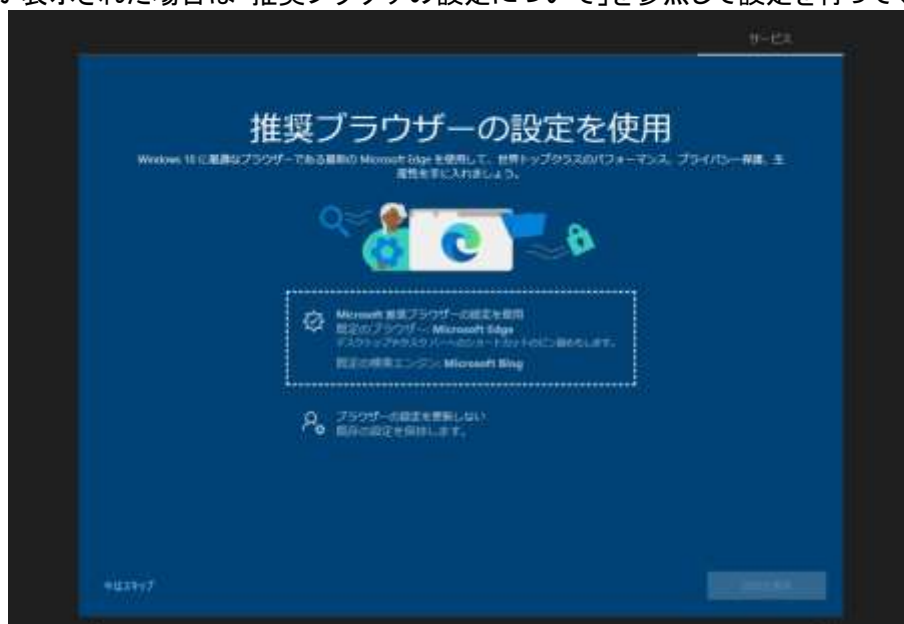 表示された場合は「推奨ブラウザの設定について」を参照して設定を行って
サービス
推奨ブラウザーの設定を使用
Windows 10 に最適なブラウザーである最新の Microsoft Edge を使用して、世界トップクラスのパフォーマンス、プライバシー保護、生
産性を手に入れましょう。
Microsoft 推奨ブラウザーの設定を使用
既定のブラウザー: Microsoft Edge
デスクトップやタスク バーへのショートカットのピン留めもします。
既定の検索エンジン: Microsoft Bing
ブラウザーの設定を更新しない
既存の設定を保持します。
今はスキップ